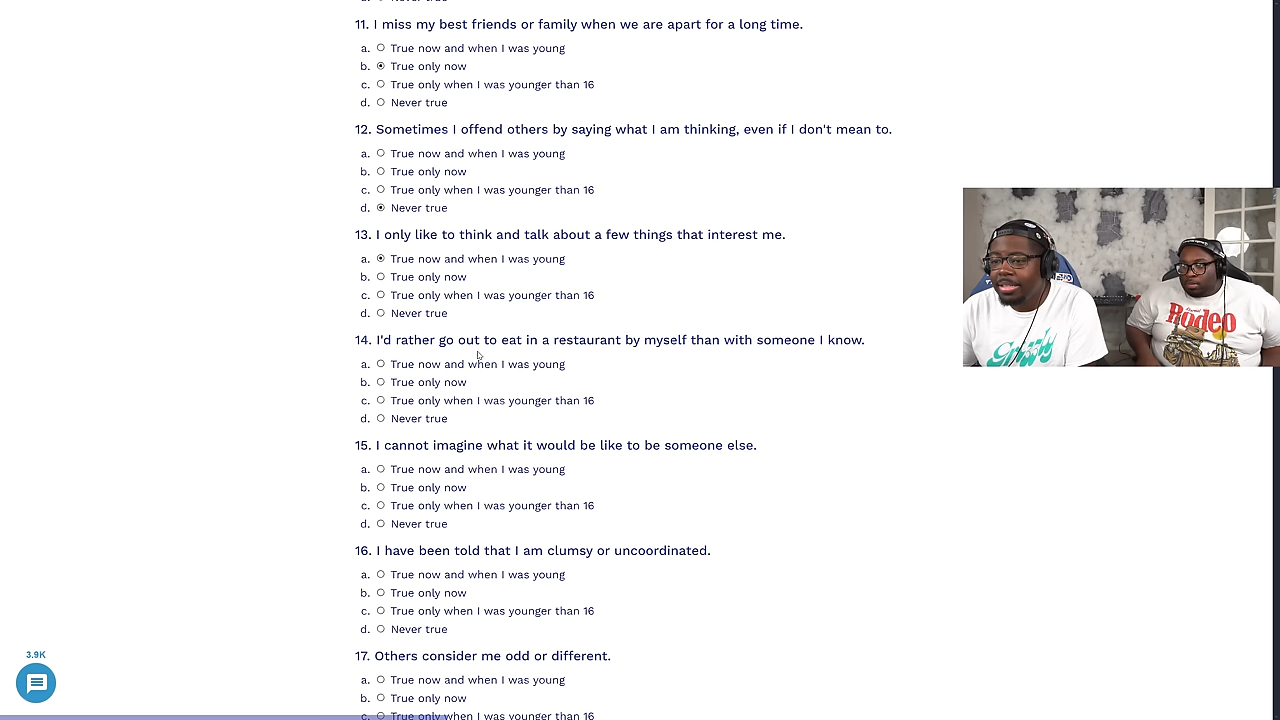 11. I miss my best friends or family when we are apart for a long time.
a. True now and when I was young
b. True only now
c. True only when I was younger than 16
d. Never true
12. Sometimes I offend others by saying what I am thinking, even if I don't mean to.
a. True now and when I was young
b. True only now
c. True only when I was younger than 16
d. Never true
13. I only like to think and talk about a few things that interest me.
a. True now and when I was young
b. True only now
c. True only when I was younger than 16
d. Never true
14. I'd rather go out to eat in a restaurant by myself than with someone I know.
a. True now and when I was young
b. True only now
c. True only when I was younger than 16
d. Never true
15. I cannot imagine what it would be like to be someone else.
a. True now and when I was young
b. True only now
c. True only when I was younger than 16
d. Never true
16. I have been told that I am clumsy or uncoordinated.
a. True now and when I was young
b. True only now
c. True only when I was younger than 16
d. Never true
17. Others consider me odd or different.
a. True now and when I was young
b. True only now
c. True only when I was younger than 16
3.9K
Rodeo